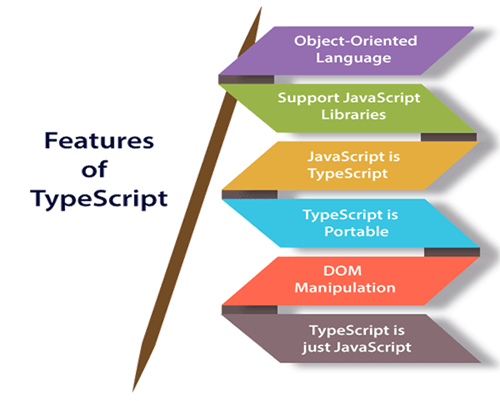 Features
of
TypeScript
Object-Oriented
Language
Support JavaScript
Libraries
JavaScript is
TypeScript
TypeScript is
Portable
DOM
Manipulation
TypeScript is
just JavaScript